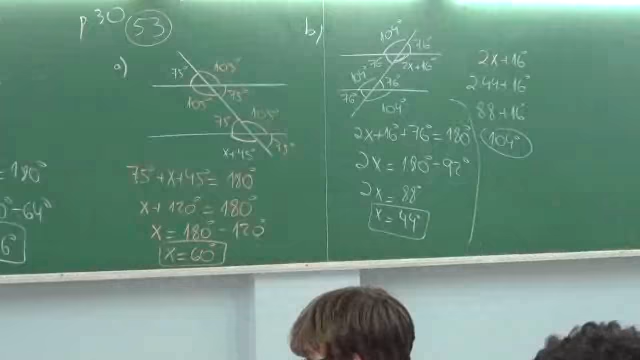 p 30 53
= 180°
0° - 64°
6°
a)
75° 105°
105° 75°
75° 105°
x+45° 75°
75° + x + 45° = 180°
x + 120° = 180°
x = 180° - 120°
x = 60°
b)
104° 76°
76° 2x+16°
104° 76°
76° 104°
2x+16°+76° = 180°
2x = 180° - 92°
2x = 88°
x = 44°
2x+16°
2·44+16°
88+16°
104°